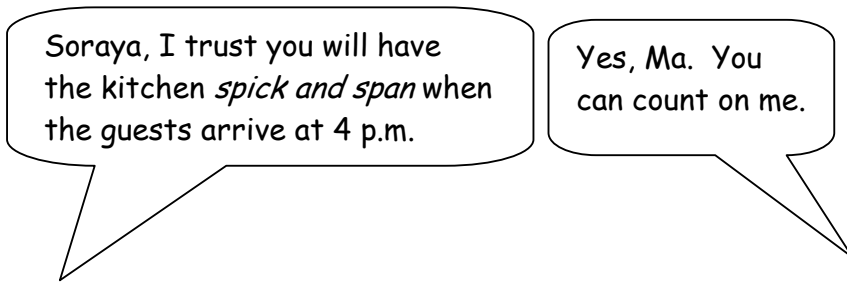 Soraya, I trust you will have
the kitchen spick and span when
the guests arrive at 4 p.m.
Yes, Ma.  You
can count on me.